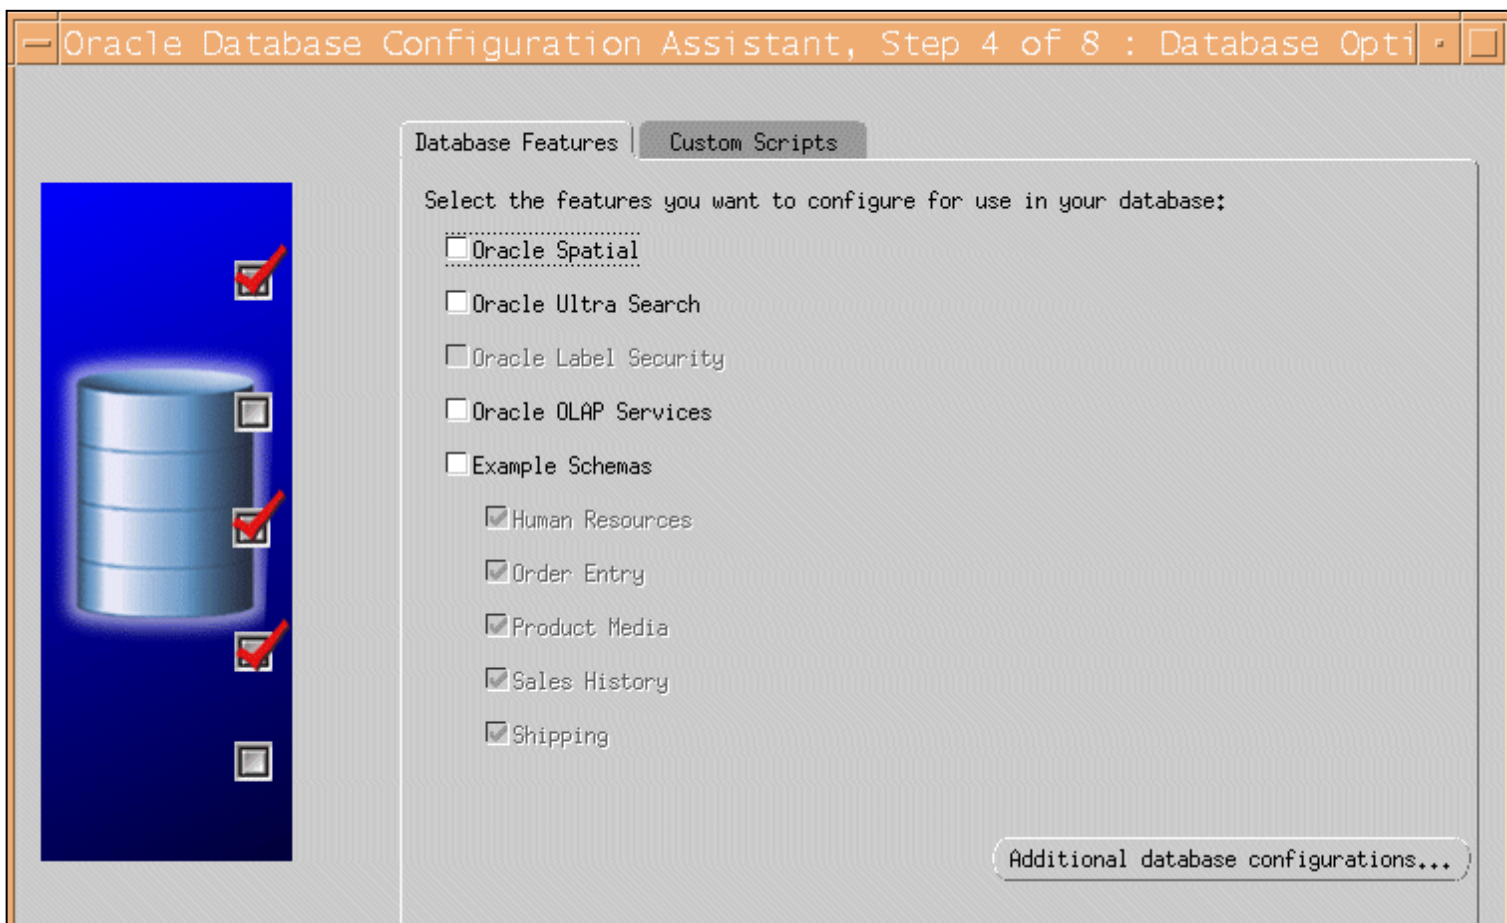 Oracle Database Configuration Assistant, Step 4 of 8 : Database Opti
Database Features
Custom Scripts
Select the features you want to configure for use in your database:
Oracle Spatial
Oracle Ultra Search
Oracle Label Security
Oracle OLAP Services
Example Schemas
Human Resources
Order Entry
Product Media
Sales History
Shipping
Additional database configurations...